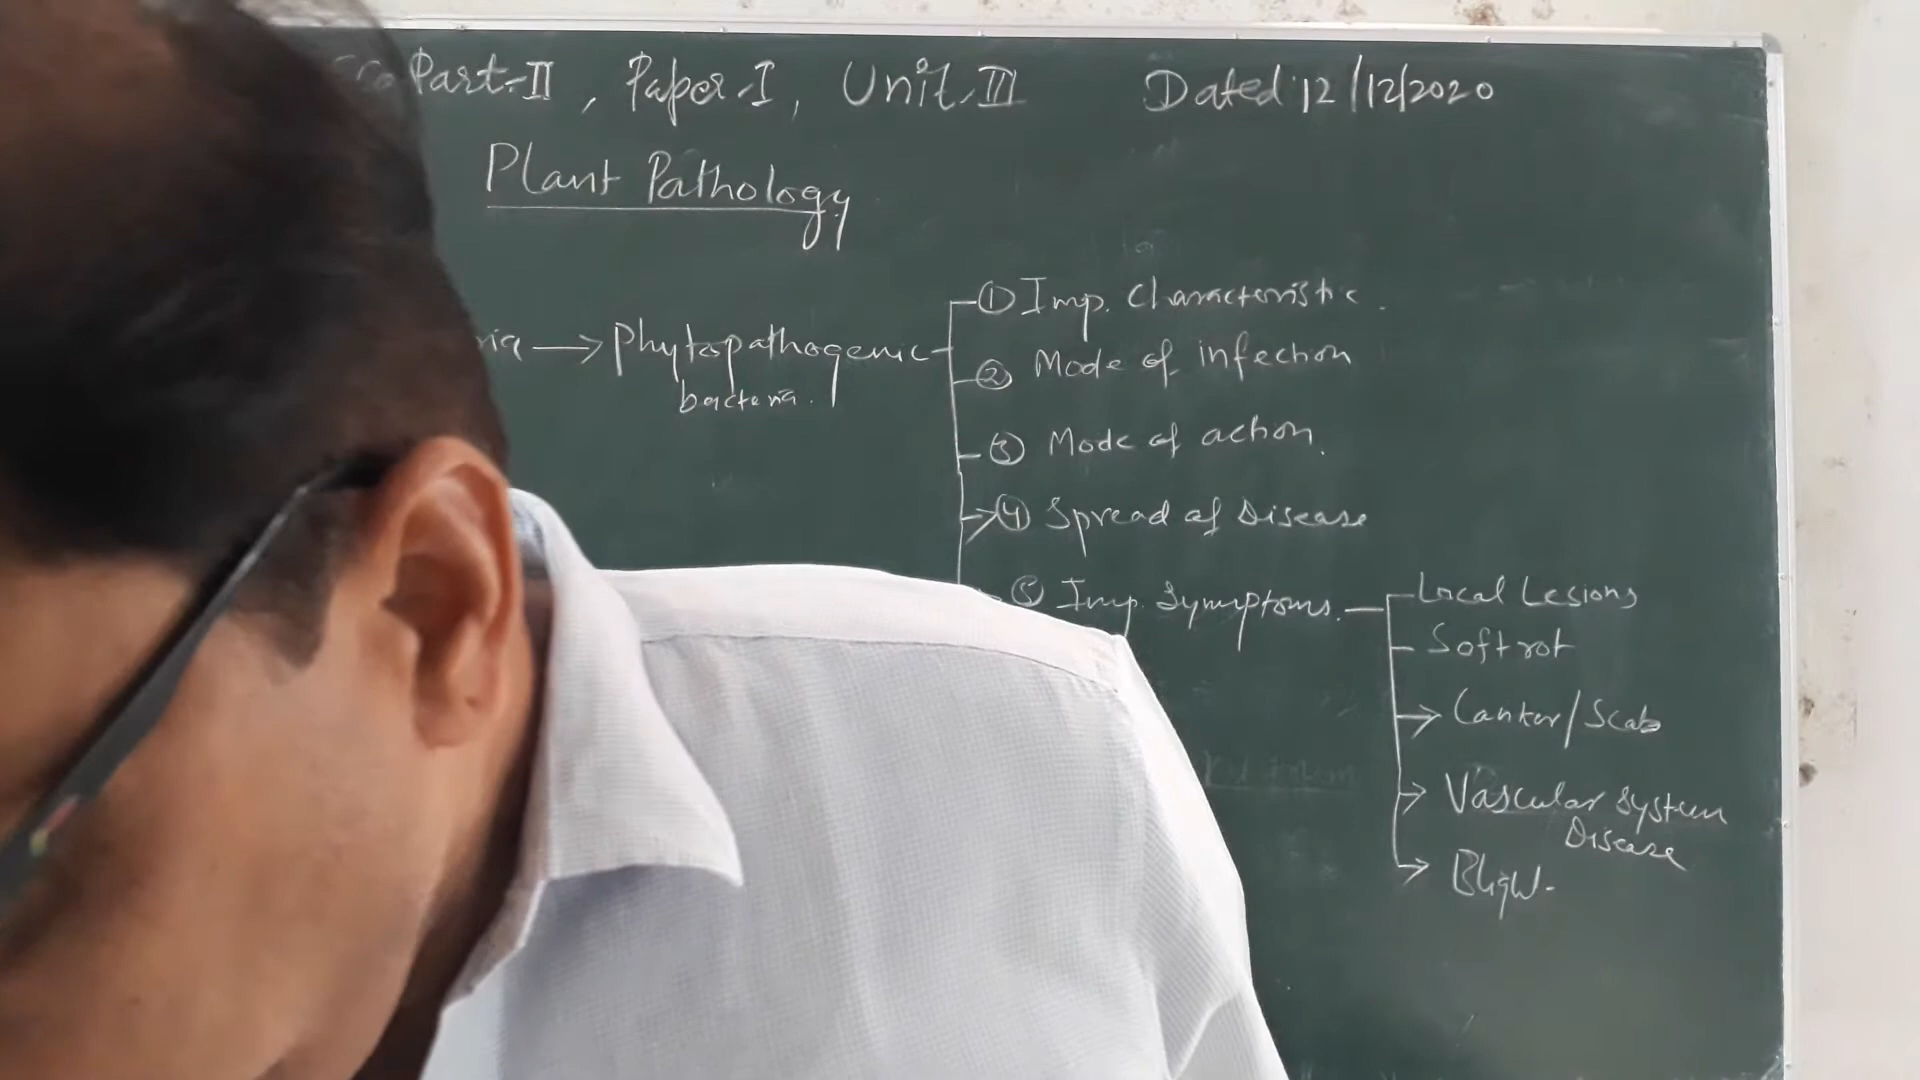 Part-II, Paper-I, Unit-III Dated 12/12/2020
Plant Pathology
ria → Phytopathogenic
bacteria.
① Imp. Characteristic.
② Mode of infection
③ Mode of action.
④ Spread of Disease
⑤ Imp. Symptoms.
Local Lesions
Soft rot
Canker/Scab
Vascular System
Disease
Blight.